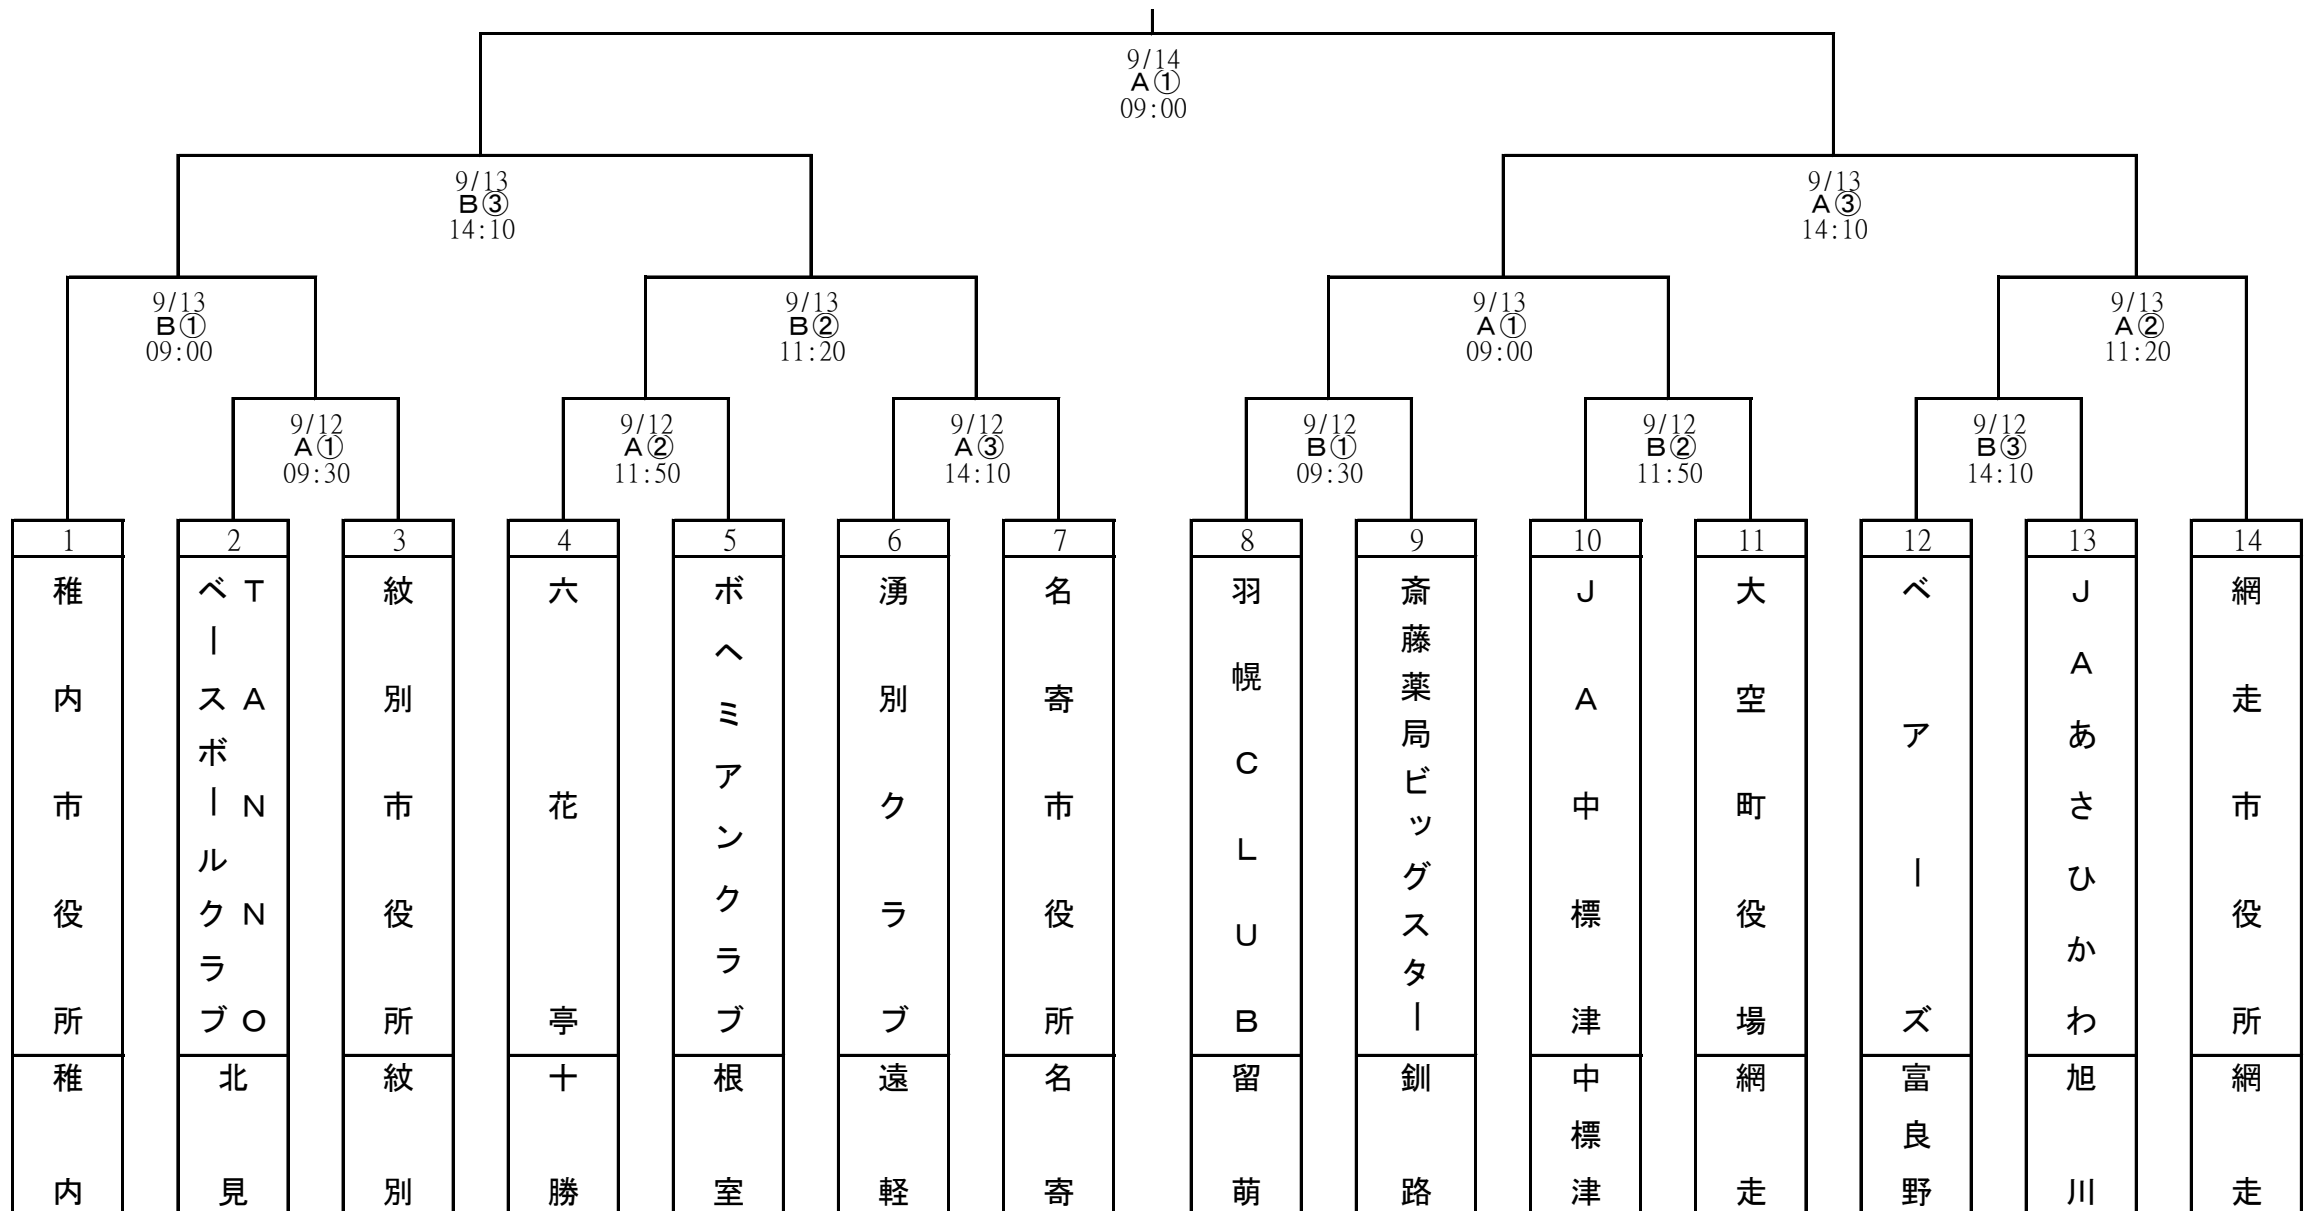 9/14
A①
09:00
9/13
B③
14:10
9/13
A③
14:10
9/13
B①
09:00
9/13
B②
11:20
9/13
A①
09:00
9/13
A②
11:20
9/12
A①
09:30
9/12
A②
11:50
9/12
A③
14:10
9/12
B①
09:30
9/12
B②
11:50
9/12
B③
14:10
1
稚内市役所
稚内
2
TANNO
ベースボールクラブ
北見
3
紋別市役所
紋別
4
六花亭
十勝
5
ボヘミアンクラブ
根室
6
湧別クラブ
遠軽
7
名寄市役所
名寄
8
羽幌CLUB
留萌
9
斎藤薬局ビッグスター
釧路
10
JA中標津
中標津
11
大空町役場
網走
12
ベアーズ
富良野
13
JAあさひかわ
旭川
14
網走市役所
網走